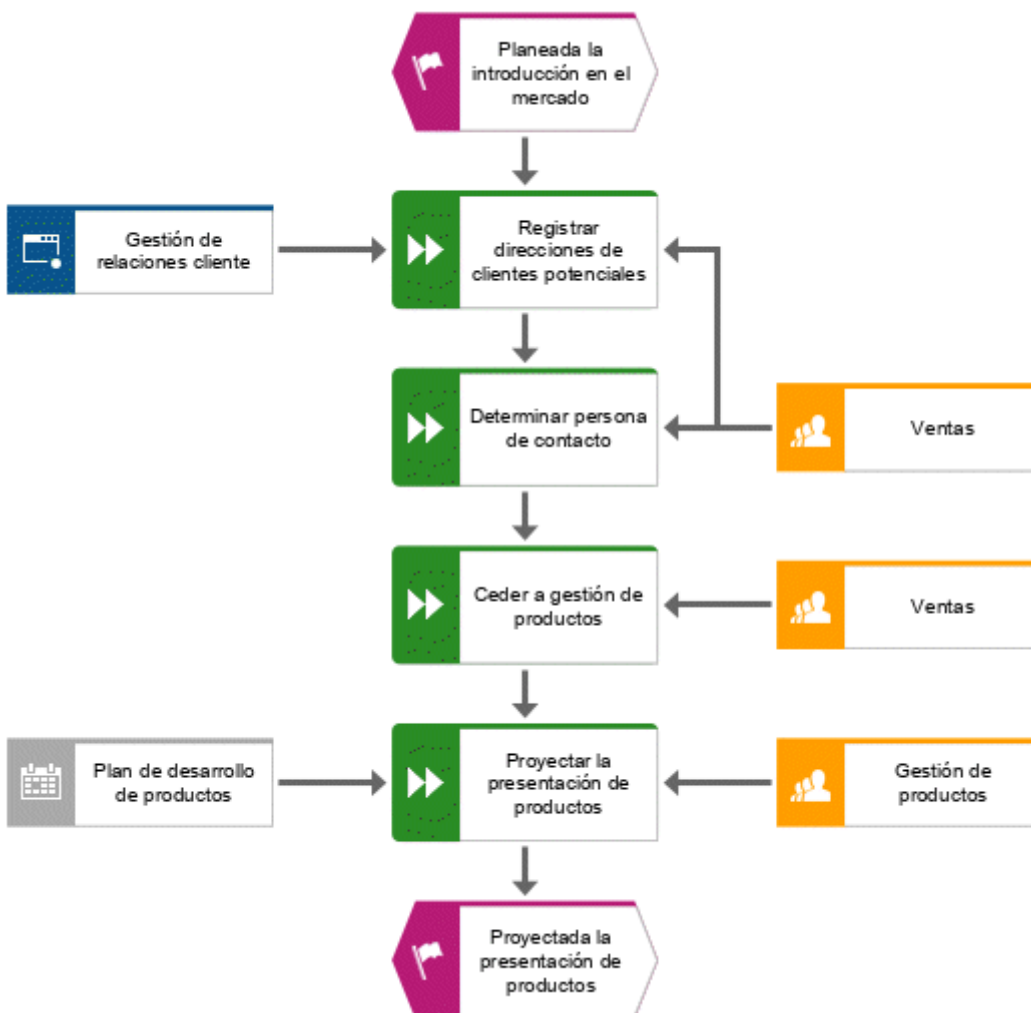 Planeada la
introducción en el
mercado
Gestión de
relaciones cliente
Registrar
direcciones de
clientes potenciales
Determinar persona
de contacto
Ventas
Ceder a gestión de
productos
Ventas
Plan de desarrollo
de productos
Proyectar la
presentación de
productos
Gestión de
productos
Proyectada la
presentación de
productos